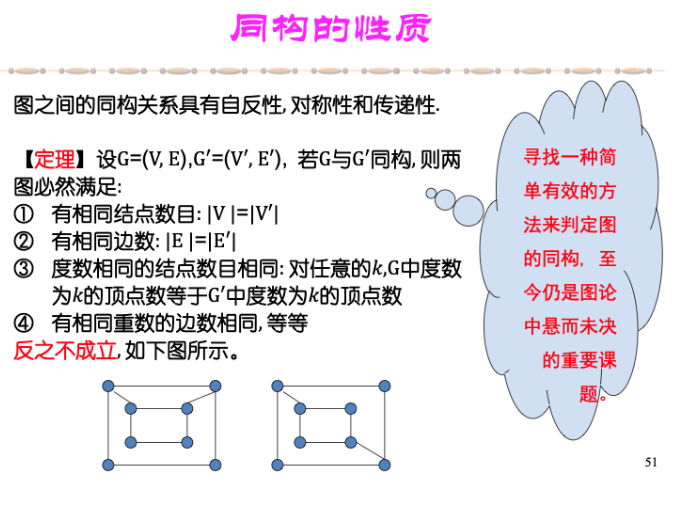 同构的性质
图之间的同构关系具有自反性, 对称性和传递性.
【定理】设G=(V, E),G′=(V′, E′), 若G与G′同构, 则两
图必然满足:
① 有相同结点数目: |V |=|V′|
② 有相同边数: |E |=|E′|
③ 度数相同的结点数目相同: 对任意的k,G中度数
为k的顶点数等于G′中度数为k的顶点数
④ 有相同重数的边数相同, 等等
反之不成立, 如下图所示。
寻找一种简
单有效的方
法来判定图
的同构, 至
今仍是图论
中悬而未决
的重要课
题。
51